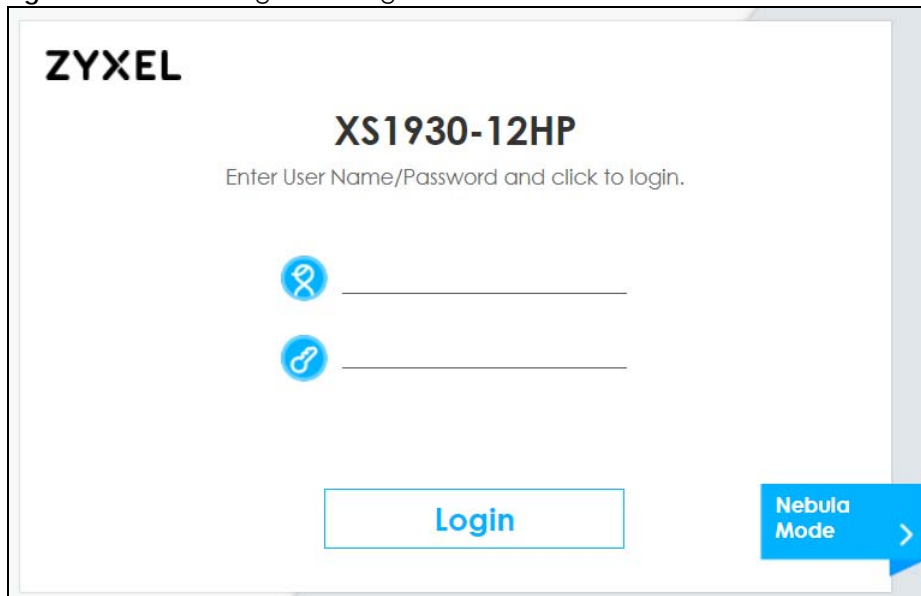 ZYXEL
XS1930-12HP
Enter User Name/Password and click to login.
Login
Nebula
Mode